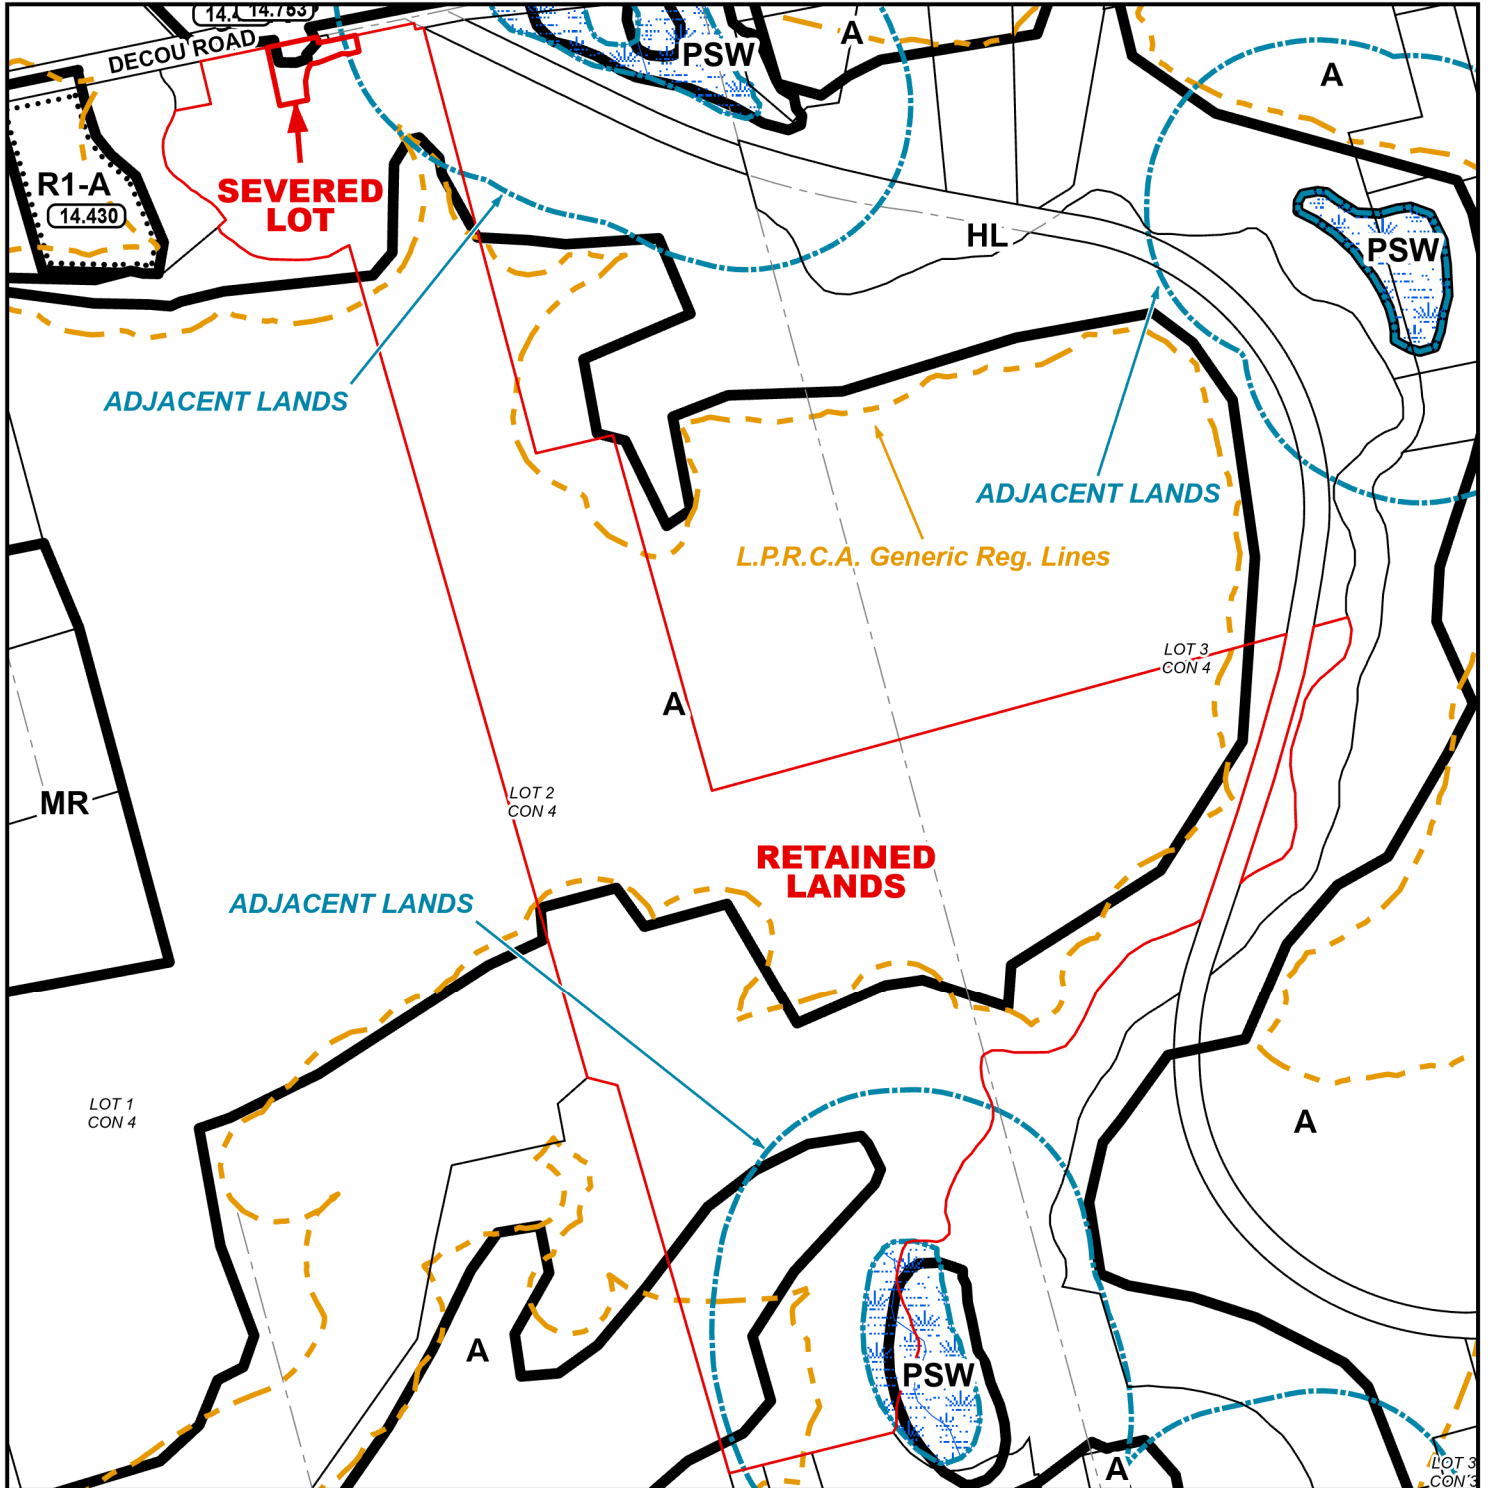 14.763
DECOU ROAD
PSW
A
A
R1-A
14.430
SEVERED
LOT
HL
PSW
ADJACENT LANDS
ADJACENT LANDS
L.P.R.C.A. Generic Reg. Lines
LOT 3
CON 4
A
MR
LOT 2
CON 4
RETAINED
LANDS
ADJACENT LANDS
LOT 1
CON 4
A
A
PSW
A
LOT 3
CON 3